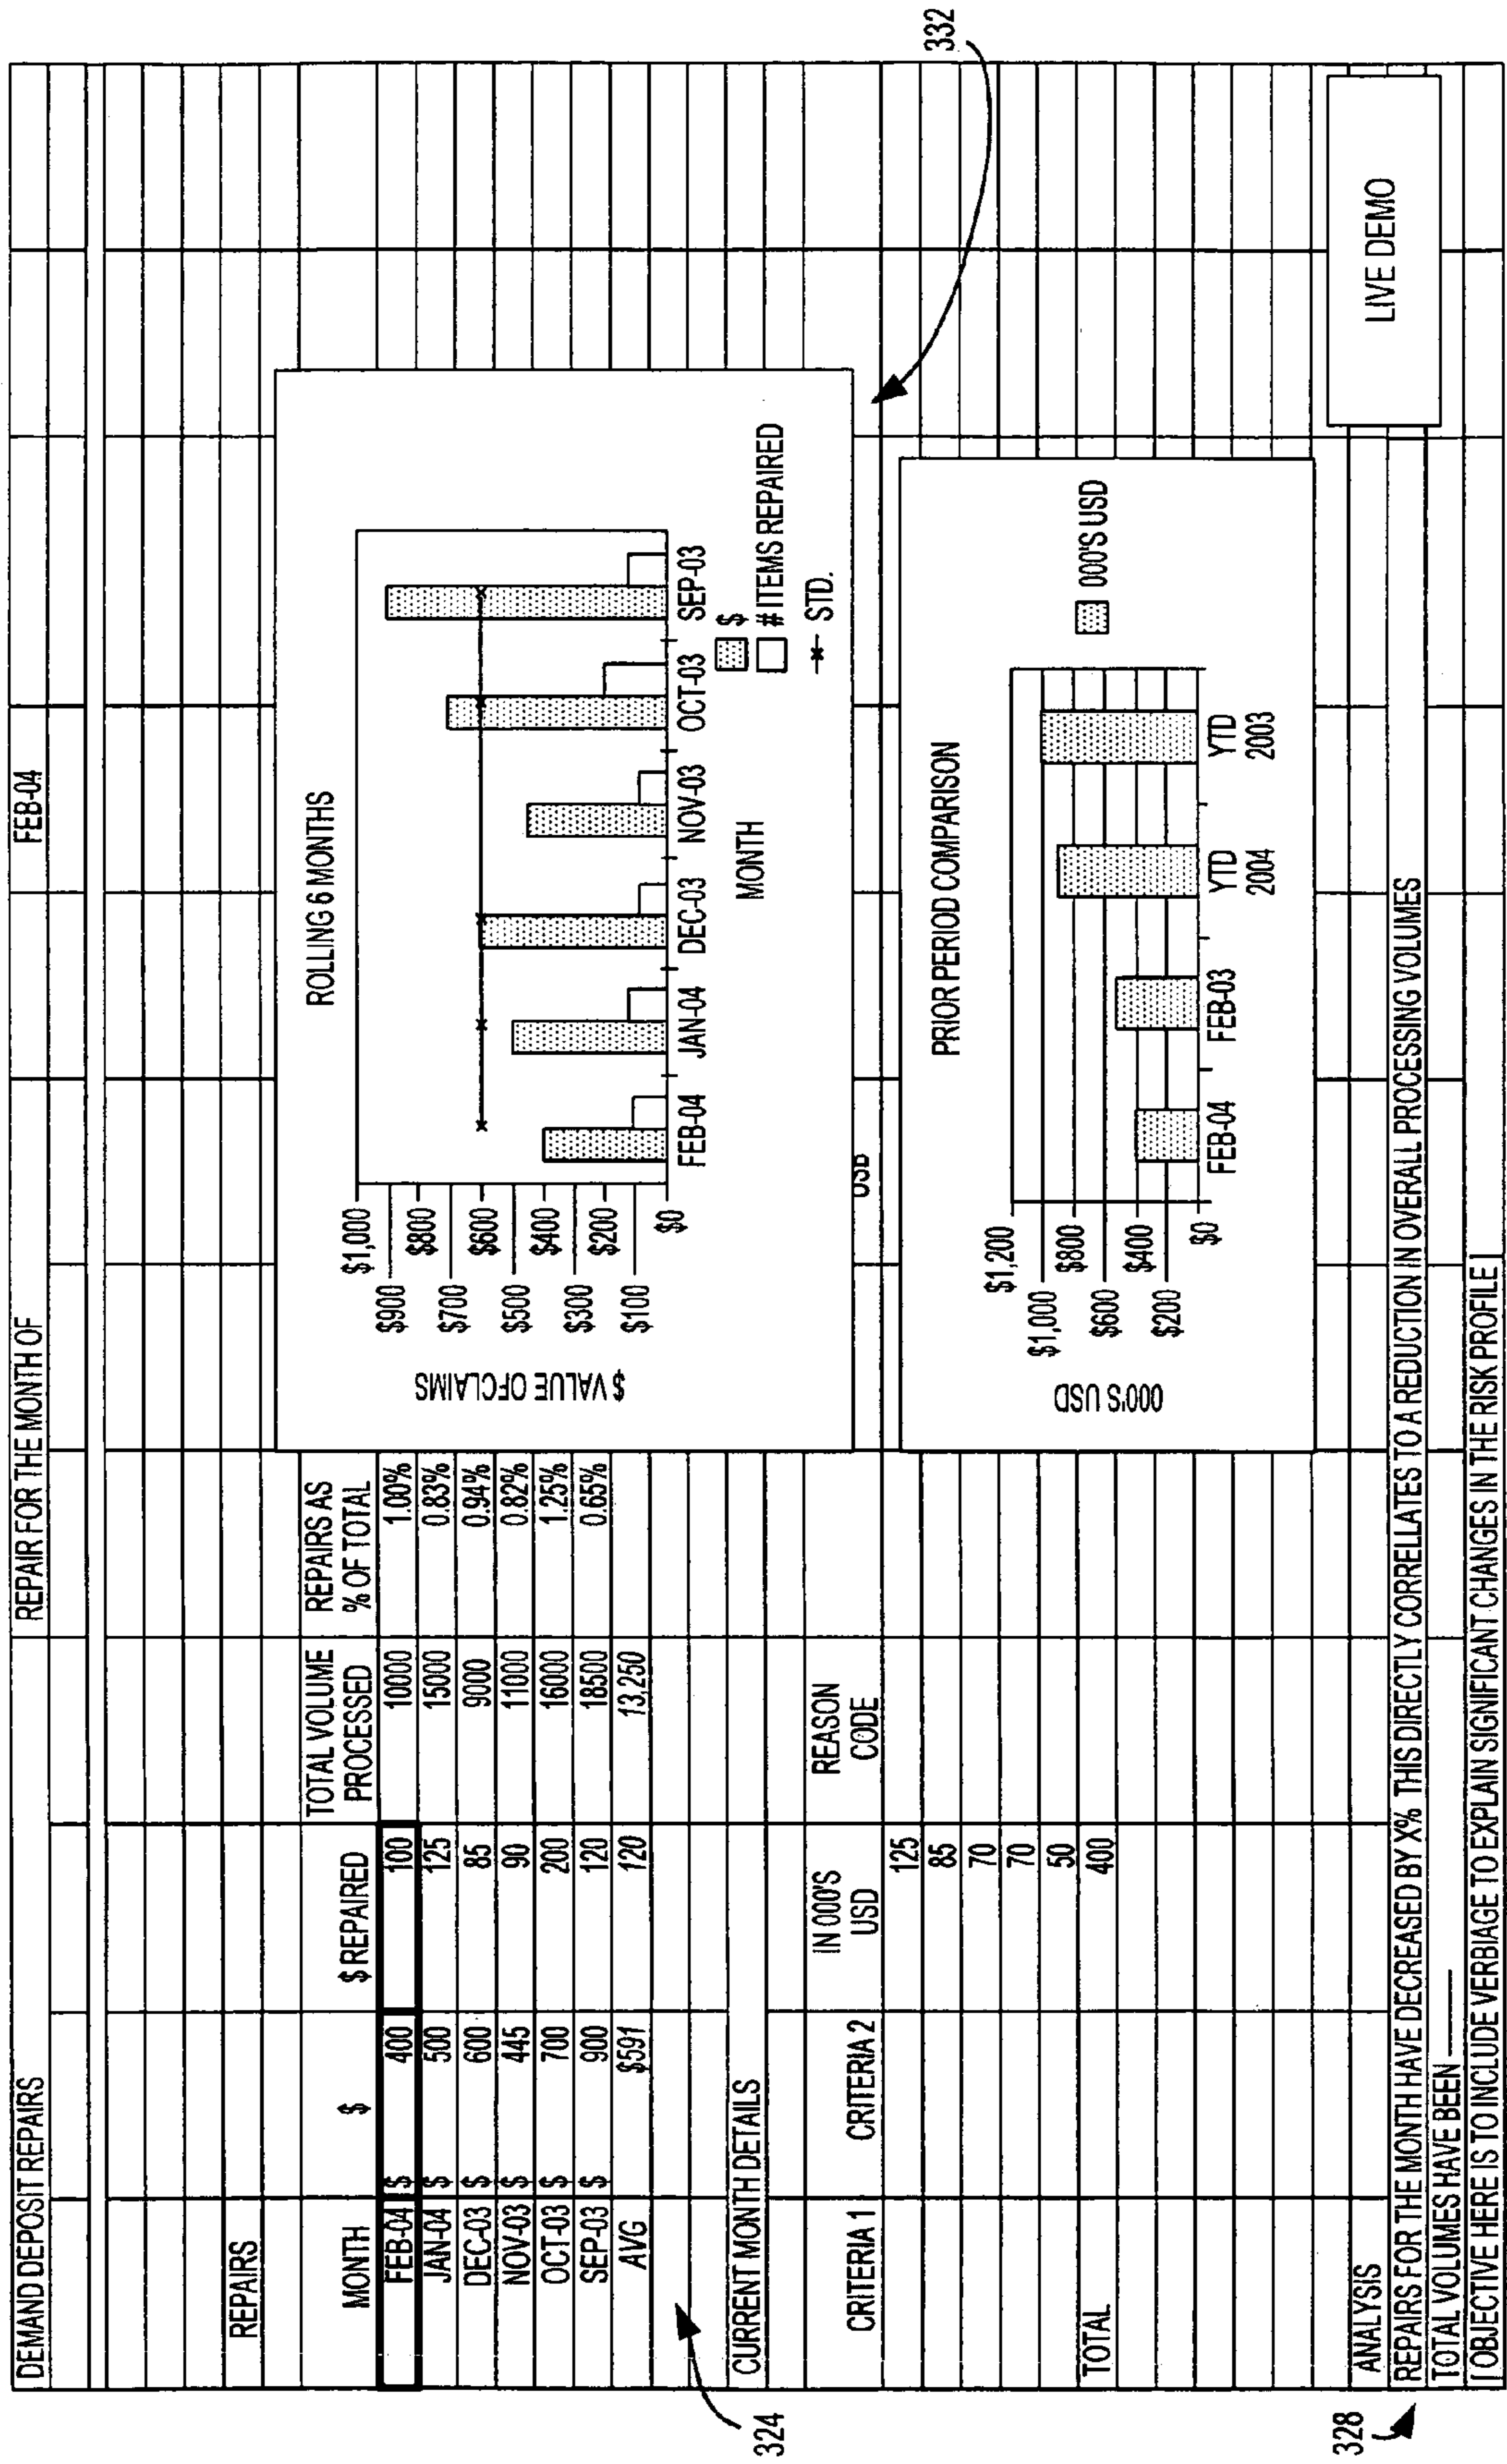 DEMAND DEPOSIT REPAIRS REPAIR FOR THE MONTH OF FEB-04
REPAIRS
MONTH $ $ REPAIRED TOTAL VOLUME PROCESSED REPAIRS AS % OF TOTAL
FEB-04 $ 400 100 10000 1.00%
JAN-04 $ 500 125 15000 0.83%
DEC-03 $ 600 85 9000 0.94%
NOV-03 $ 445 90 11000 0.82%
OCT-03 $ 700 200 16000 1.25%
SEP-03 $ 900 120 18500 0.65%
AVG $591 120 13,250
324
CURRENT MONTH DETAILS
CRITERIA 1 CRITERIA 2 IN 000'S USD REASON CODE
125
85
70
70
50
TOTAL 400
ROLLING 6 MONTHS
$ VALUE OF CLAIMS
$1,000
$900
$800
$700
$600
$500
$400
$300
$200
$100
$0
FEB-04 JAN-04 DEC-03 NOV-03 OCT-03 SEP-03
MONTH
$
# ITEMS REPAIRED
STD.
332
USD
PRIOR PERIOD COMPARISON
000'S USD
$1,200
$1,000
$800
$600
$400
$200
$0
FEB-04 FEB-03 YTD 2004 YTD 2003
000'S USD
LIVE DEMO
ANALYSIS
328
REPAIRS FOR THE MONTH HAVE DECREASED BY X% THIS DIRECTLY CORRELLATES TO A REDUCTION IN OVERALL PROCESSING VOLUMES
TOTAL VOLUMES HAVE BEEN
[OBJECTIVE HERE IS TO INCLUDE VERBIAGE TO EXPLAIN SIGNIFICANT CHANGES IN THE RISK PROFILE]